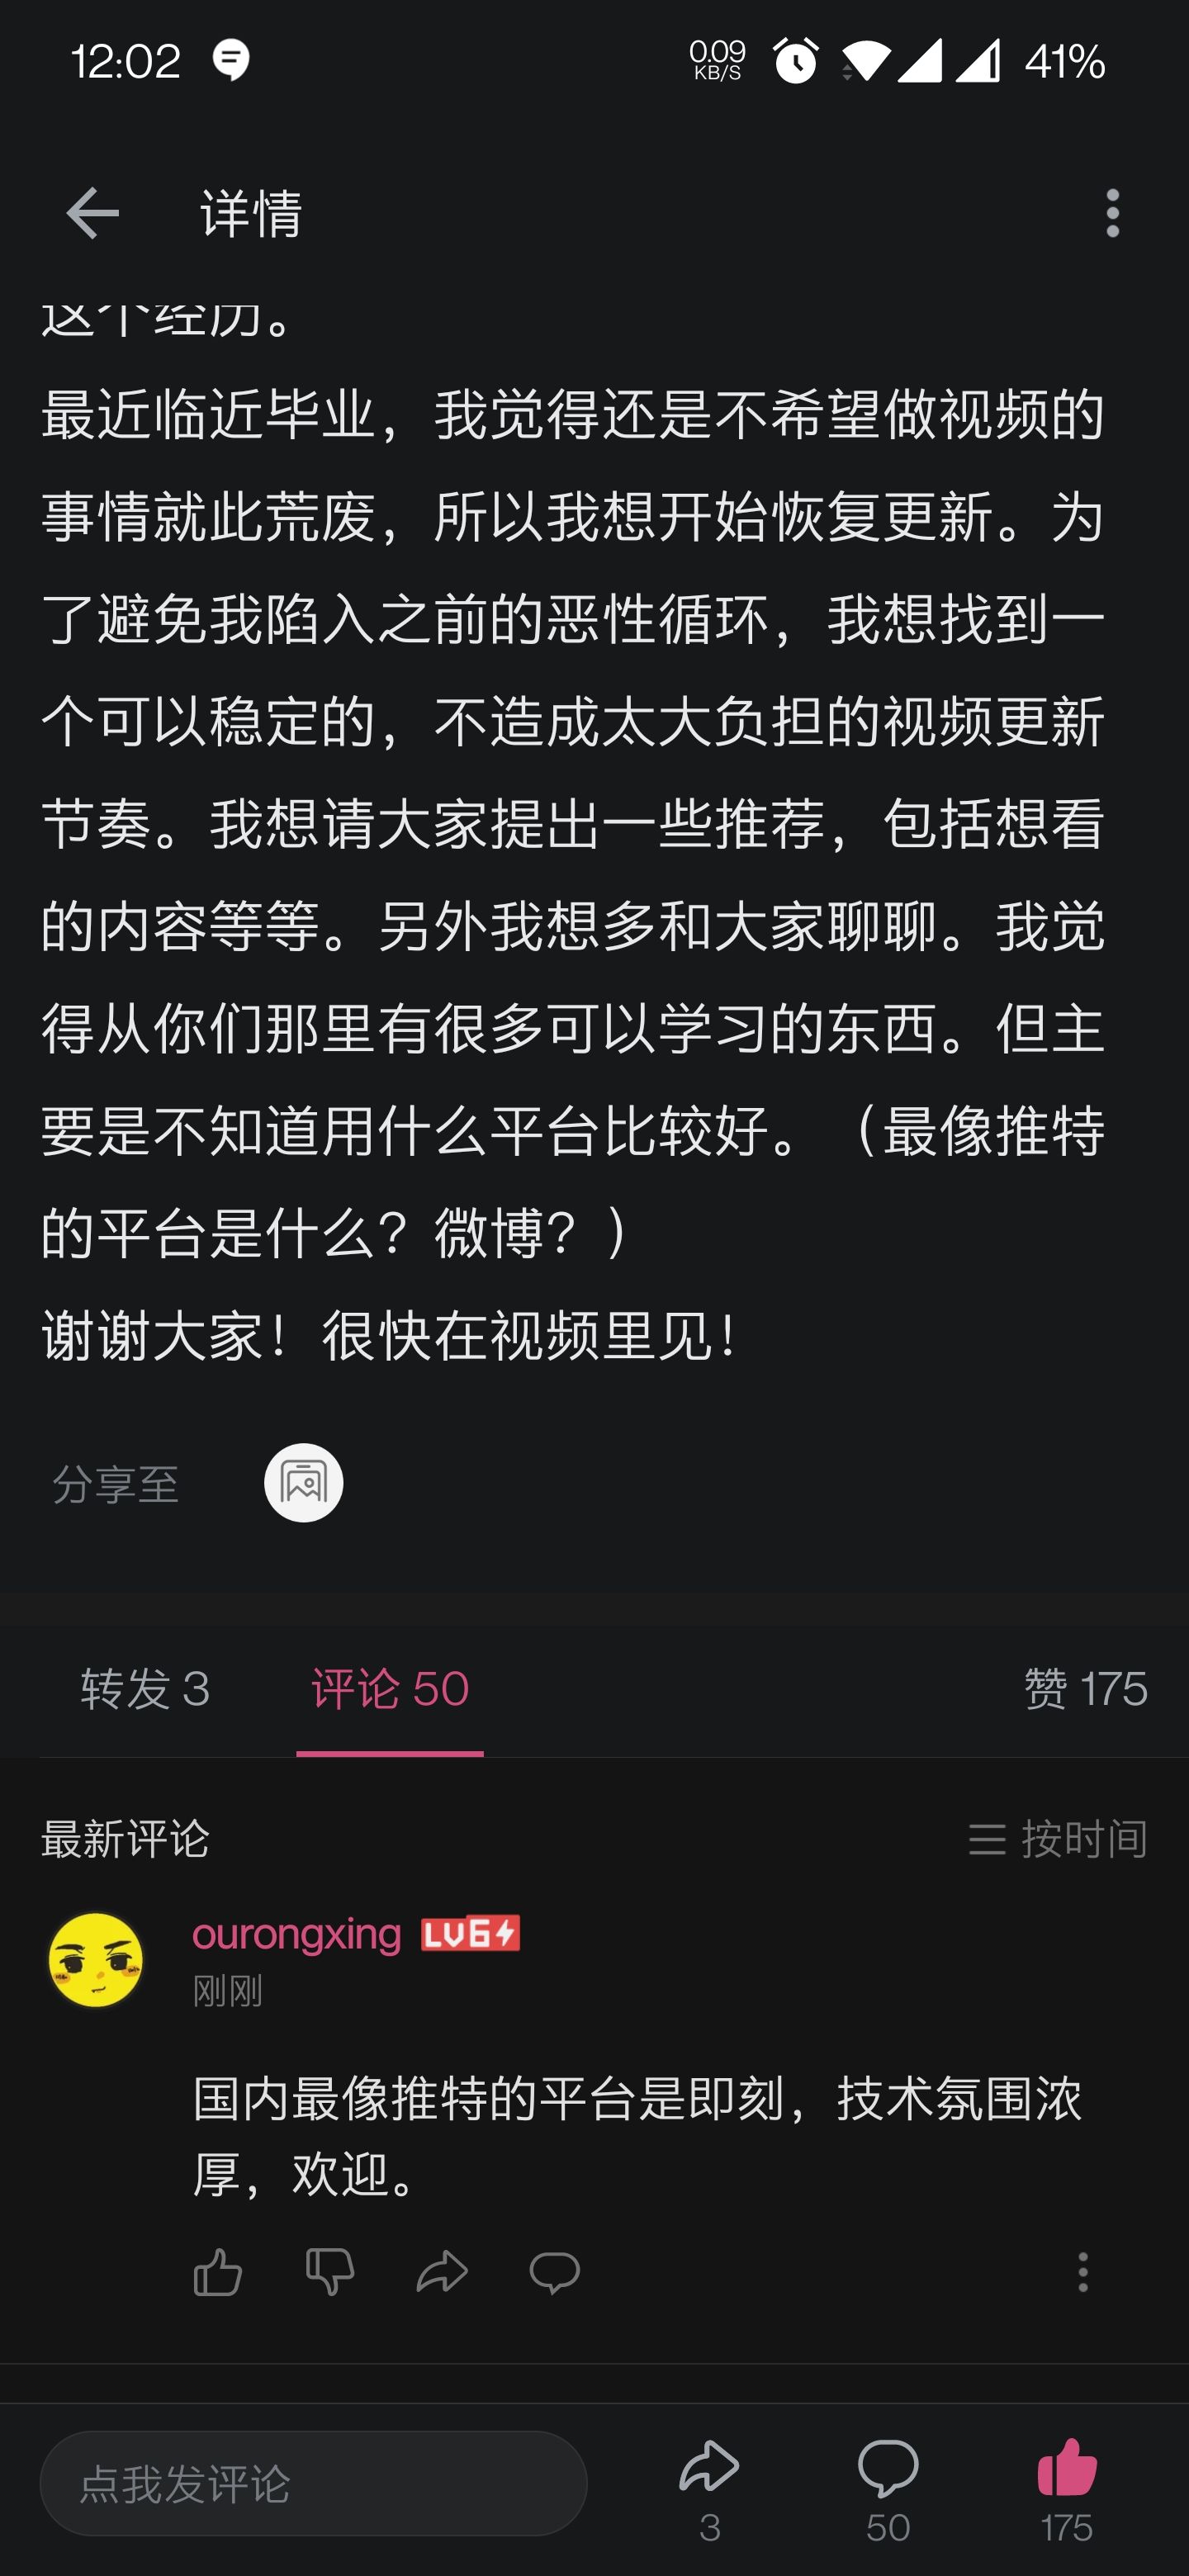 12:02
0.09
KB/S
41%
详情
这个经历。
最近临近毕业，我觉得还是不希望做视频的
事情就此荒废，所以我想开始恢复更新。为
了避免我陷入之前的恶性循环，我想找到一
个可以稳定的，不造成太大负担的视频更新
节奏。我想请大家提出一些推荐，包括想看
的内容等等。另外我想多和大家聊聊。我觉
得从你们那里有很多可以学习的东西。但主
要是不知道用什么平台比较好。（最像推特
的平台是什么？微博？）
谢谢大家！很快在视频里见！
分享至
转发 3 评论 50 赞 175
最新评论 按时间
ourongxing LV6
刚刚
国内最像推特的平台是即刻，技术氛围浓
厚，欢迎。
点我发评论
3 50 175